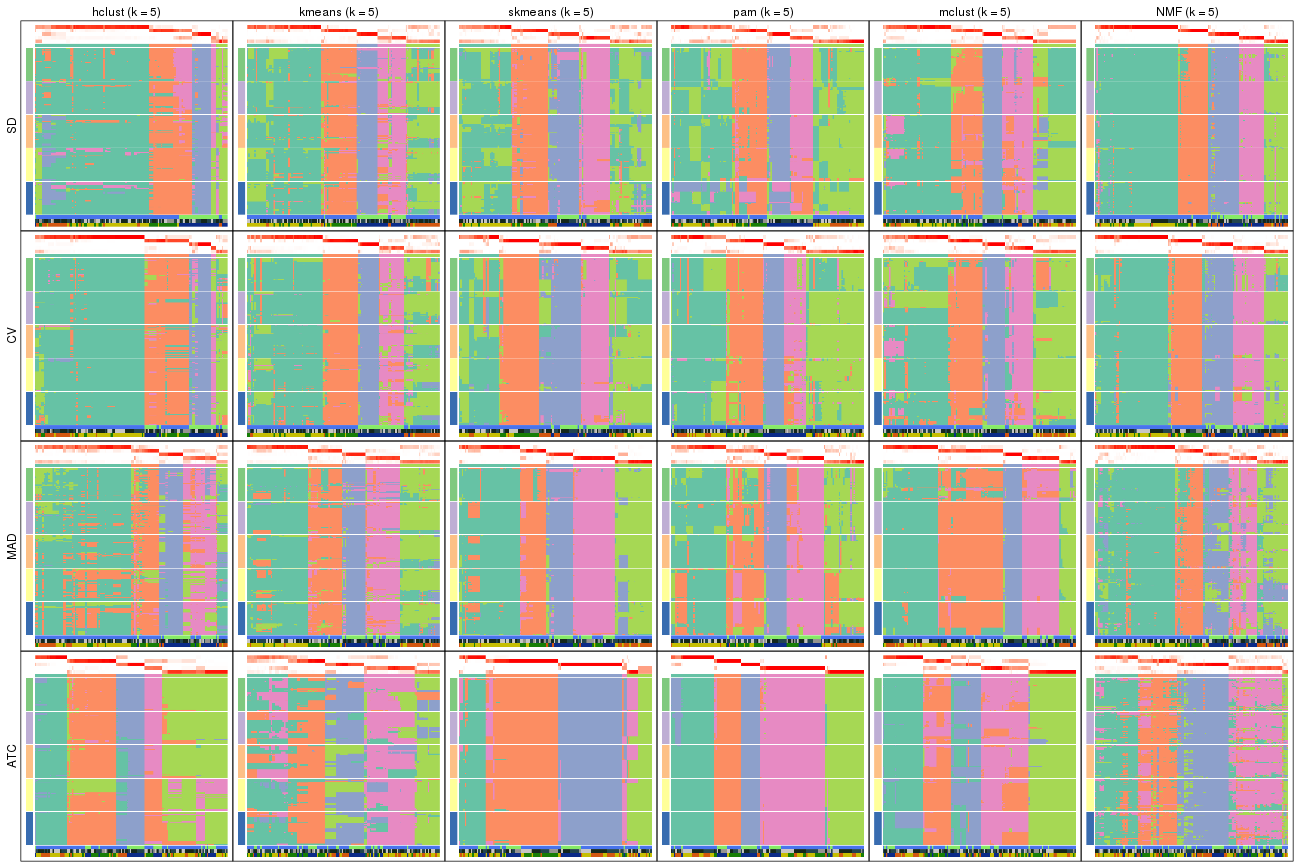 hclust (k = 5) kmeans (k = 5) skmeans (k = 5) pam (k = 5) mclust (k = 5) NMF (k = 5)
SD
CV
MAD
ATC